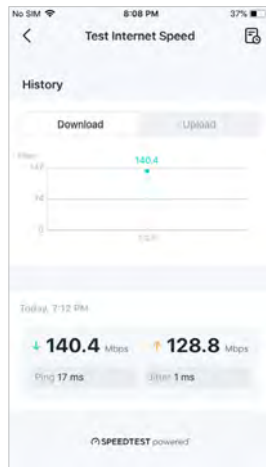 No SIM 8:08 PM 37%
Test Internet Speed
History
Download Upload
140.4
0
Today, 7:12 PM
140.4 Mbps 128.8 Mbps
Ping 17 ms Jitter 1 ms
SPEEDTEST powered